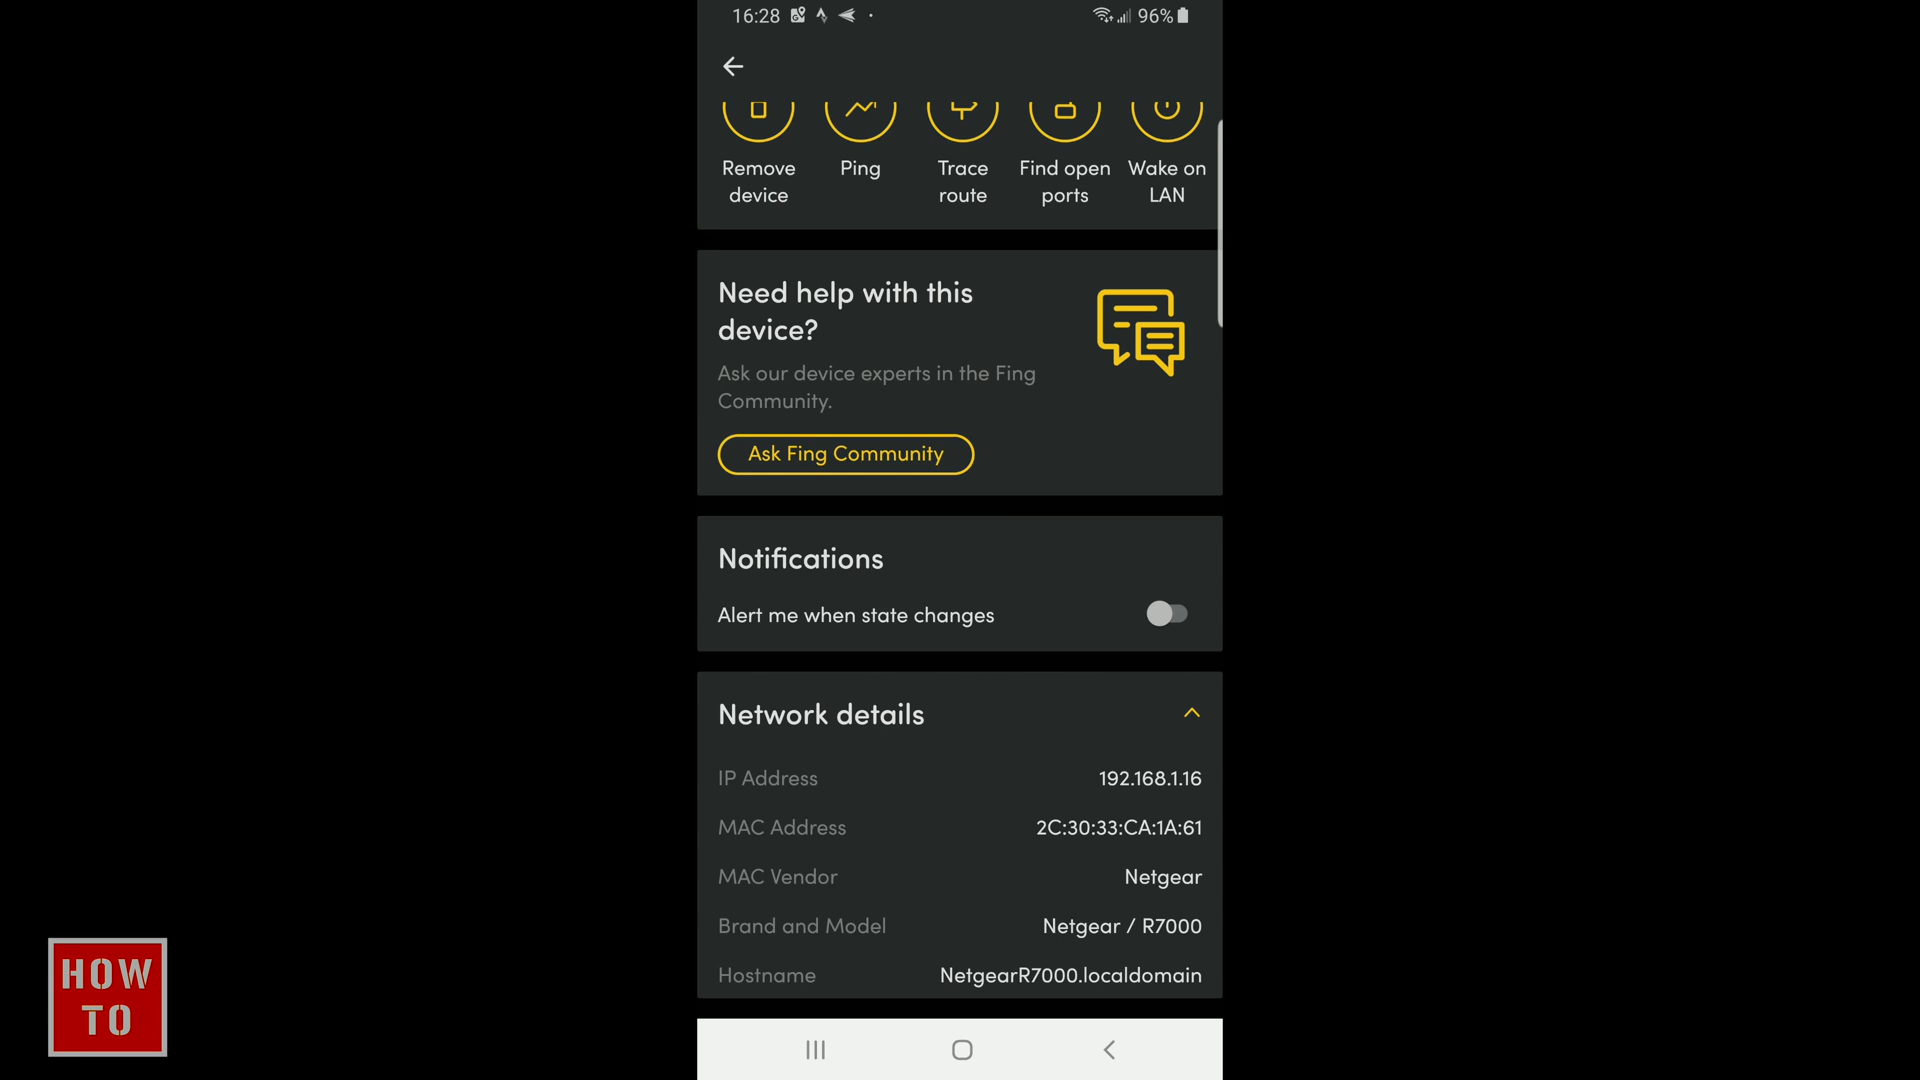 16:28
96%
Remove device
Ping
Trace route
Find open ports
Wake on LAN
Need help with this
device?
Ask our device experts in the Fing
Community.
Ask Fing Community
Notifications
Alert me when state changes
Network details
IP Address 192.168.1.16
MAC Address 2C:30:33:CA:1A:61
MAC Vendor Netgear
Brand and Model Netgear / R7000
Hostname NetgearR7000.localdomain
HOW
TO